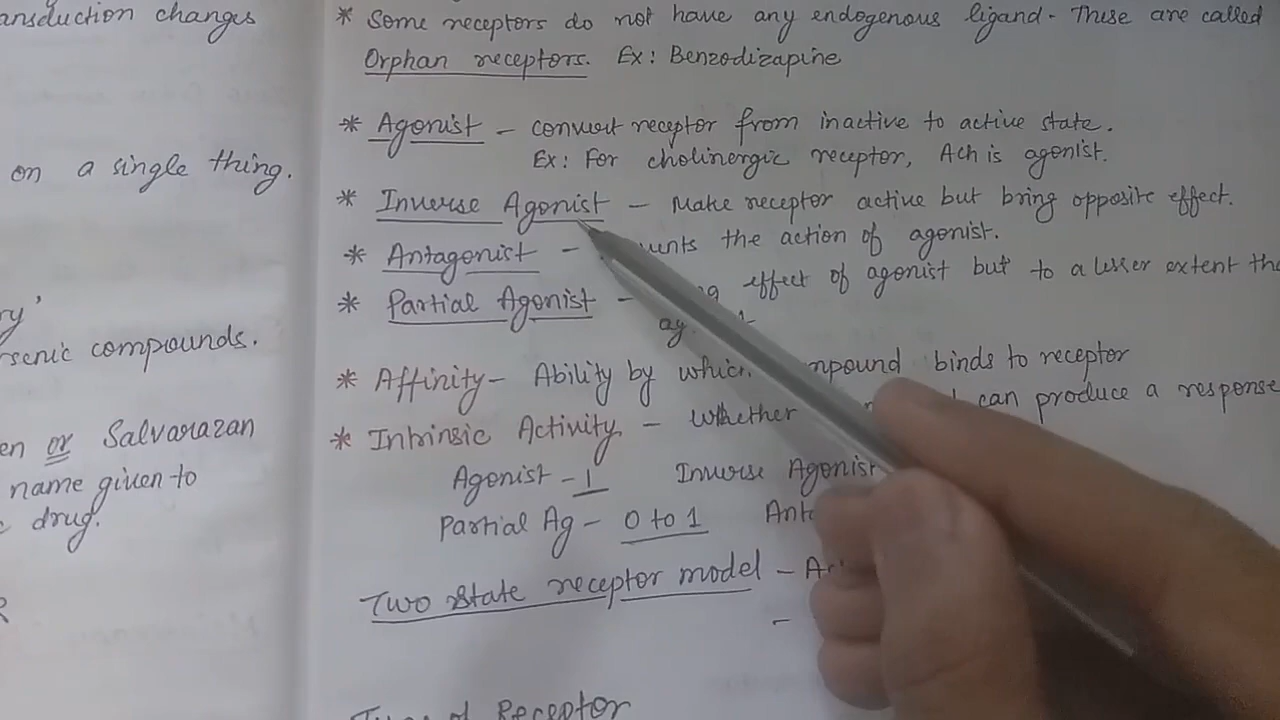 ansduction changes
on a single thing.
ry'
rsenic compounds.
en or Salvarazan
name given to
drug.
* Some receptors do not have any endogenous ligand - These are called
Orphan receptors. Ex: Benzodizapine
* Agonist - convert receptor from inactive to active state.
Ex: For cholinergic receptor, Ach is agonist.
* Inverse Agonist - Make receptor active but bring opposite effect.
* Antagonist - the action of agonist.
* Partial Agonist - effect of agonist but to a lesser extent tha
* Affinity - Ability by which binds to receptor
* Intrinsic Activity - Whether can produce a response
Agonist - 1 Inverse Agonist
Partial Ag - 0 to 1
Two state receptor model -
Receptor